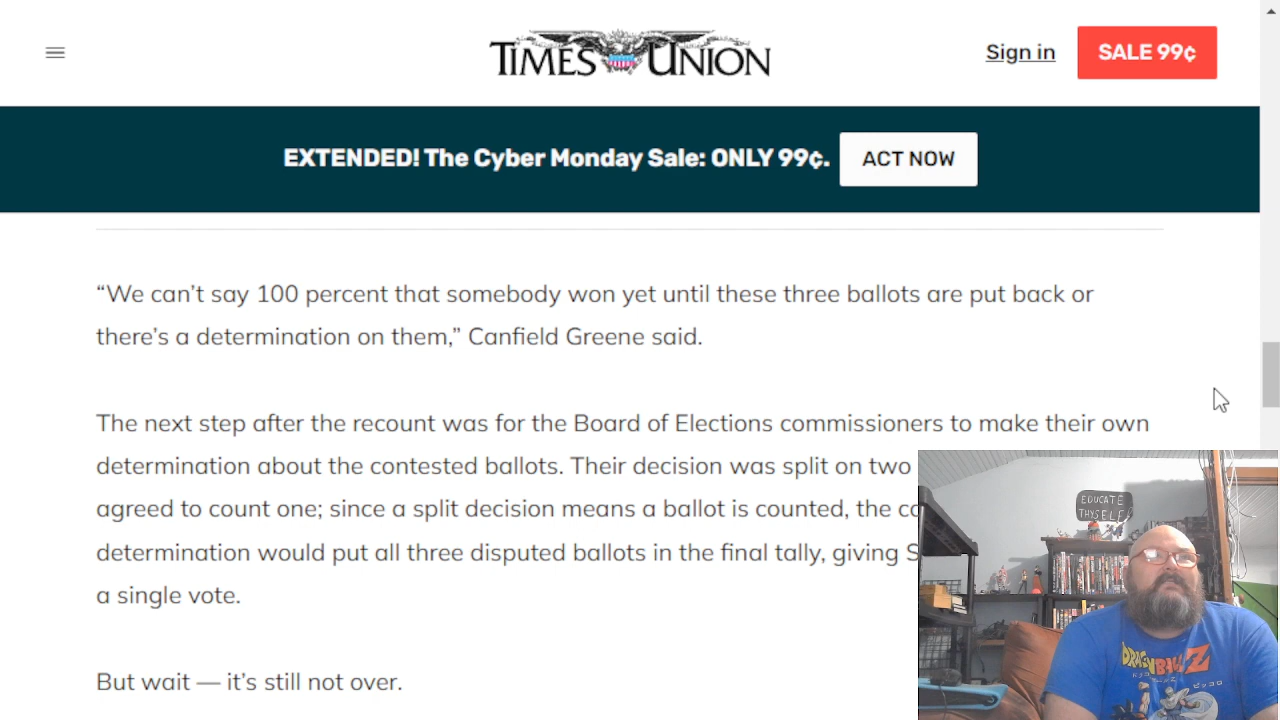 TIMES UNION
Sign in
SALE 99¢
EXTENDED! The Cyber Monday Sale: ONLY 99¢.
ACT NOW
“We can’t say 100 percent that somebody won yet until these three ballots are put back or
there’s a determination on them,” Canfield Greene said.
The next step after the recount was for the Board of Elections commissioners to make their own
determination about the contested ballots. Their decision was split on two
agreed to count one; since a split decision means a ballot is counted, the
determination would put all three disputed ballots in the final tally, giving
a single vote.
But wait — it’s still not over.
EDUCATE
THYSELF
DRAGONBALL Z
ピッコロ